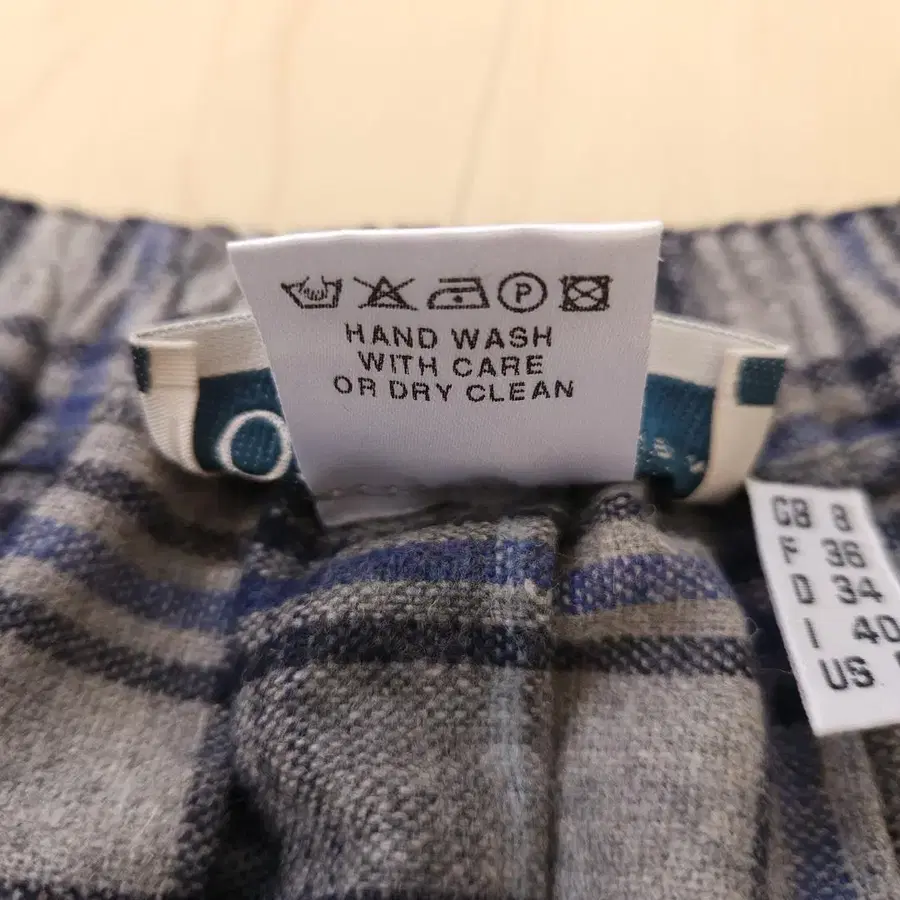 P
HAND WASH
WITH CARE
OR DRY CLEAN
GB 8
F 36
D 34
I 40
US